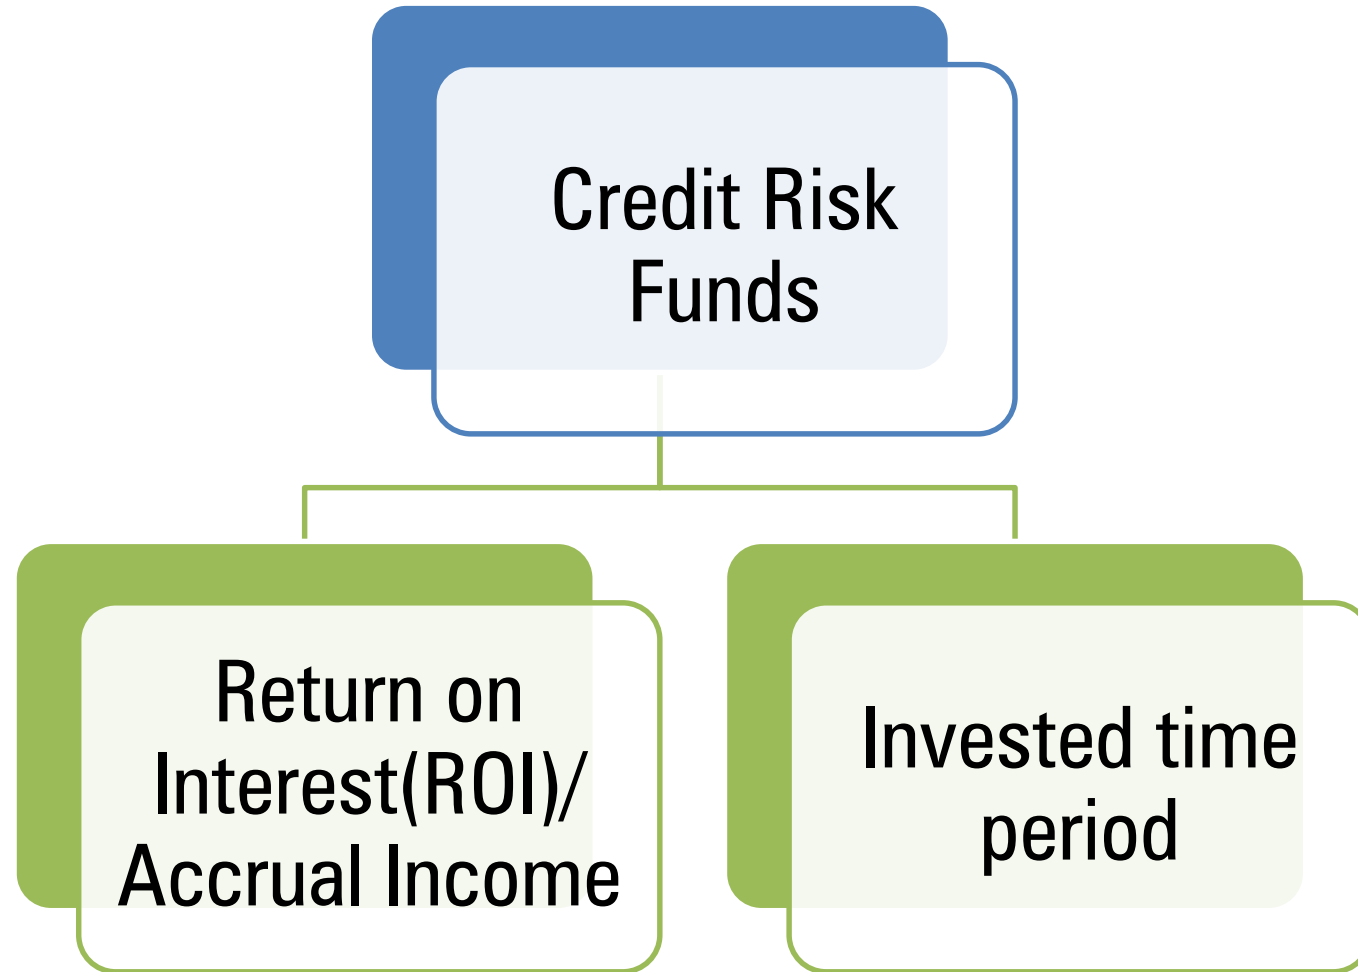 Credit Risk
Funds
Return on
Interest(ROI)/
Accrual Income
Invested time
period